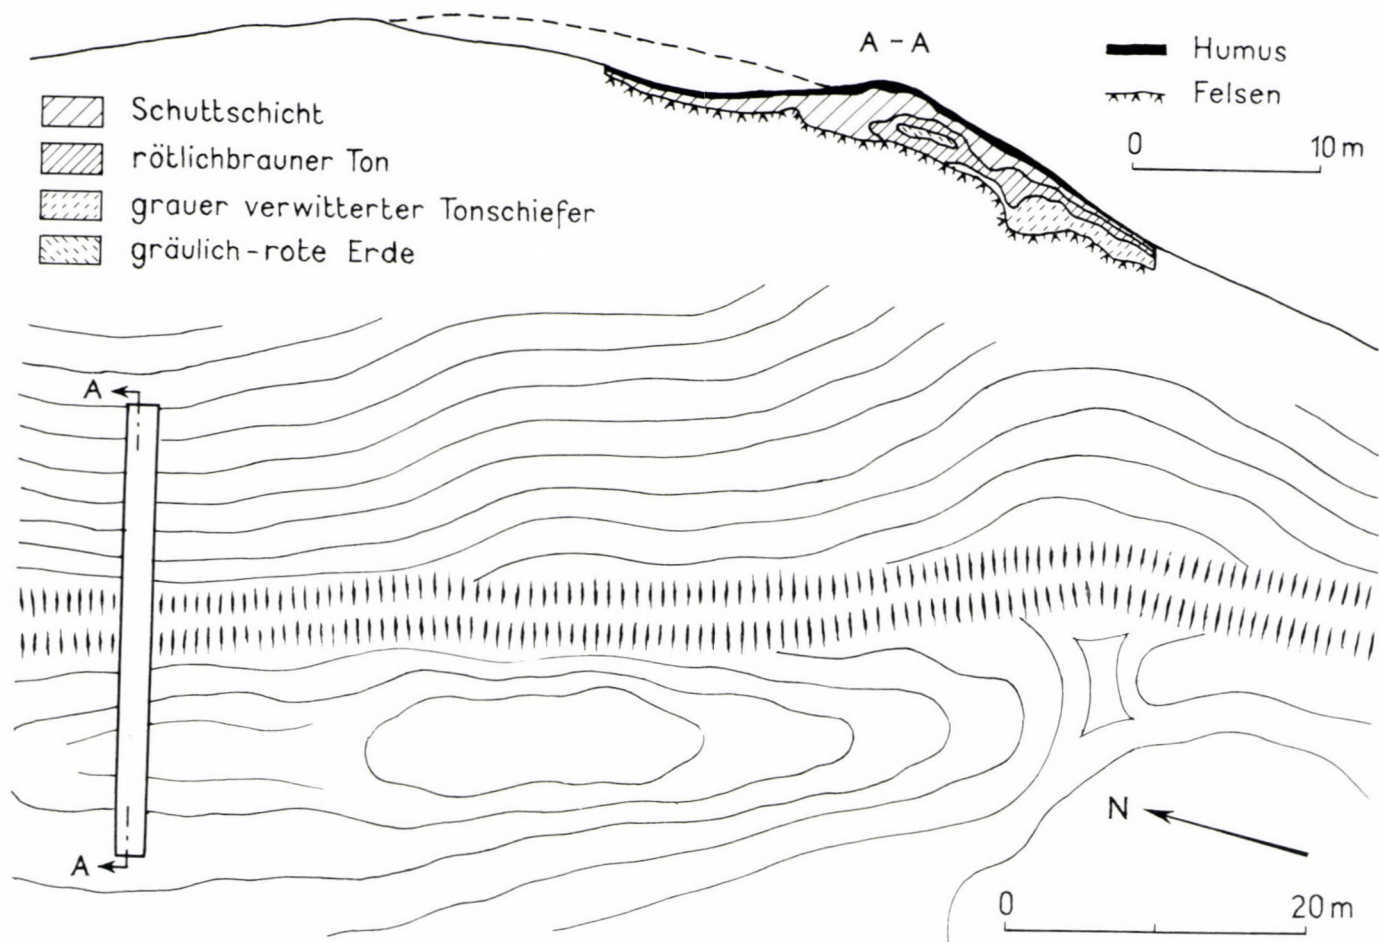 A – A
Humus
Felsen
0 10 m
Schuttschicht
rötlichbrauner Ton
grauer verwitterter Tonschiefer
gräulich-rote Erde
A
A
N
0 20 m